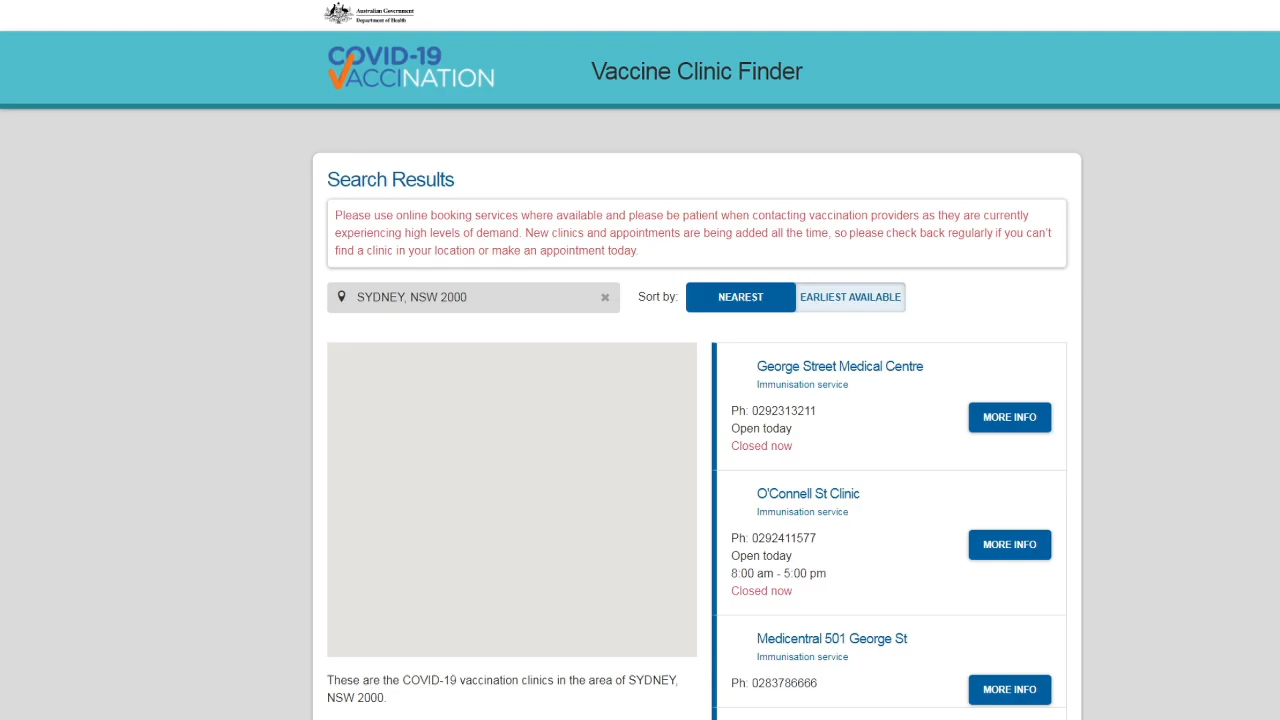 Australian Government
Department of Health
COVID-19
VACCINATION
Vaccine Clinic Finder
Search Results
Please use online booking services where available and please be patient when contacting vaccination providers as they are currently
experiencing high levels of demand. New clinics and appointments are being added all the time, so please check back regularly if you can't
find a clinic in your location or make an appointment today.
SYDNEY, NSW 2000
Sort by:
NEAREST
EARLIEST AVAILABLE
George Street Medical Centre
Immunisation service
Ph: 0292313211
Open today
Closed now
MORE INFO
O'Connell St Clinic
Immunisation service
Ph: 0292411577
Open today
8:00 am - 5:00 pm
Closed now
MORE INFO
Medicentral 501 George St
Immunisation service
Ph: 0283786666
MORE INFO
These are the COVID-19 vaccination clinics in the area of SYDNEY,
NSW 2000.